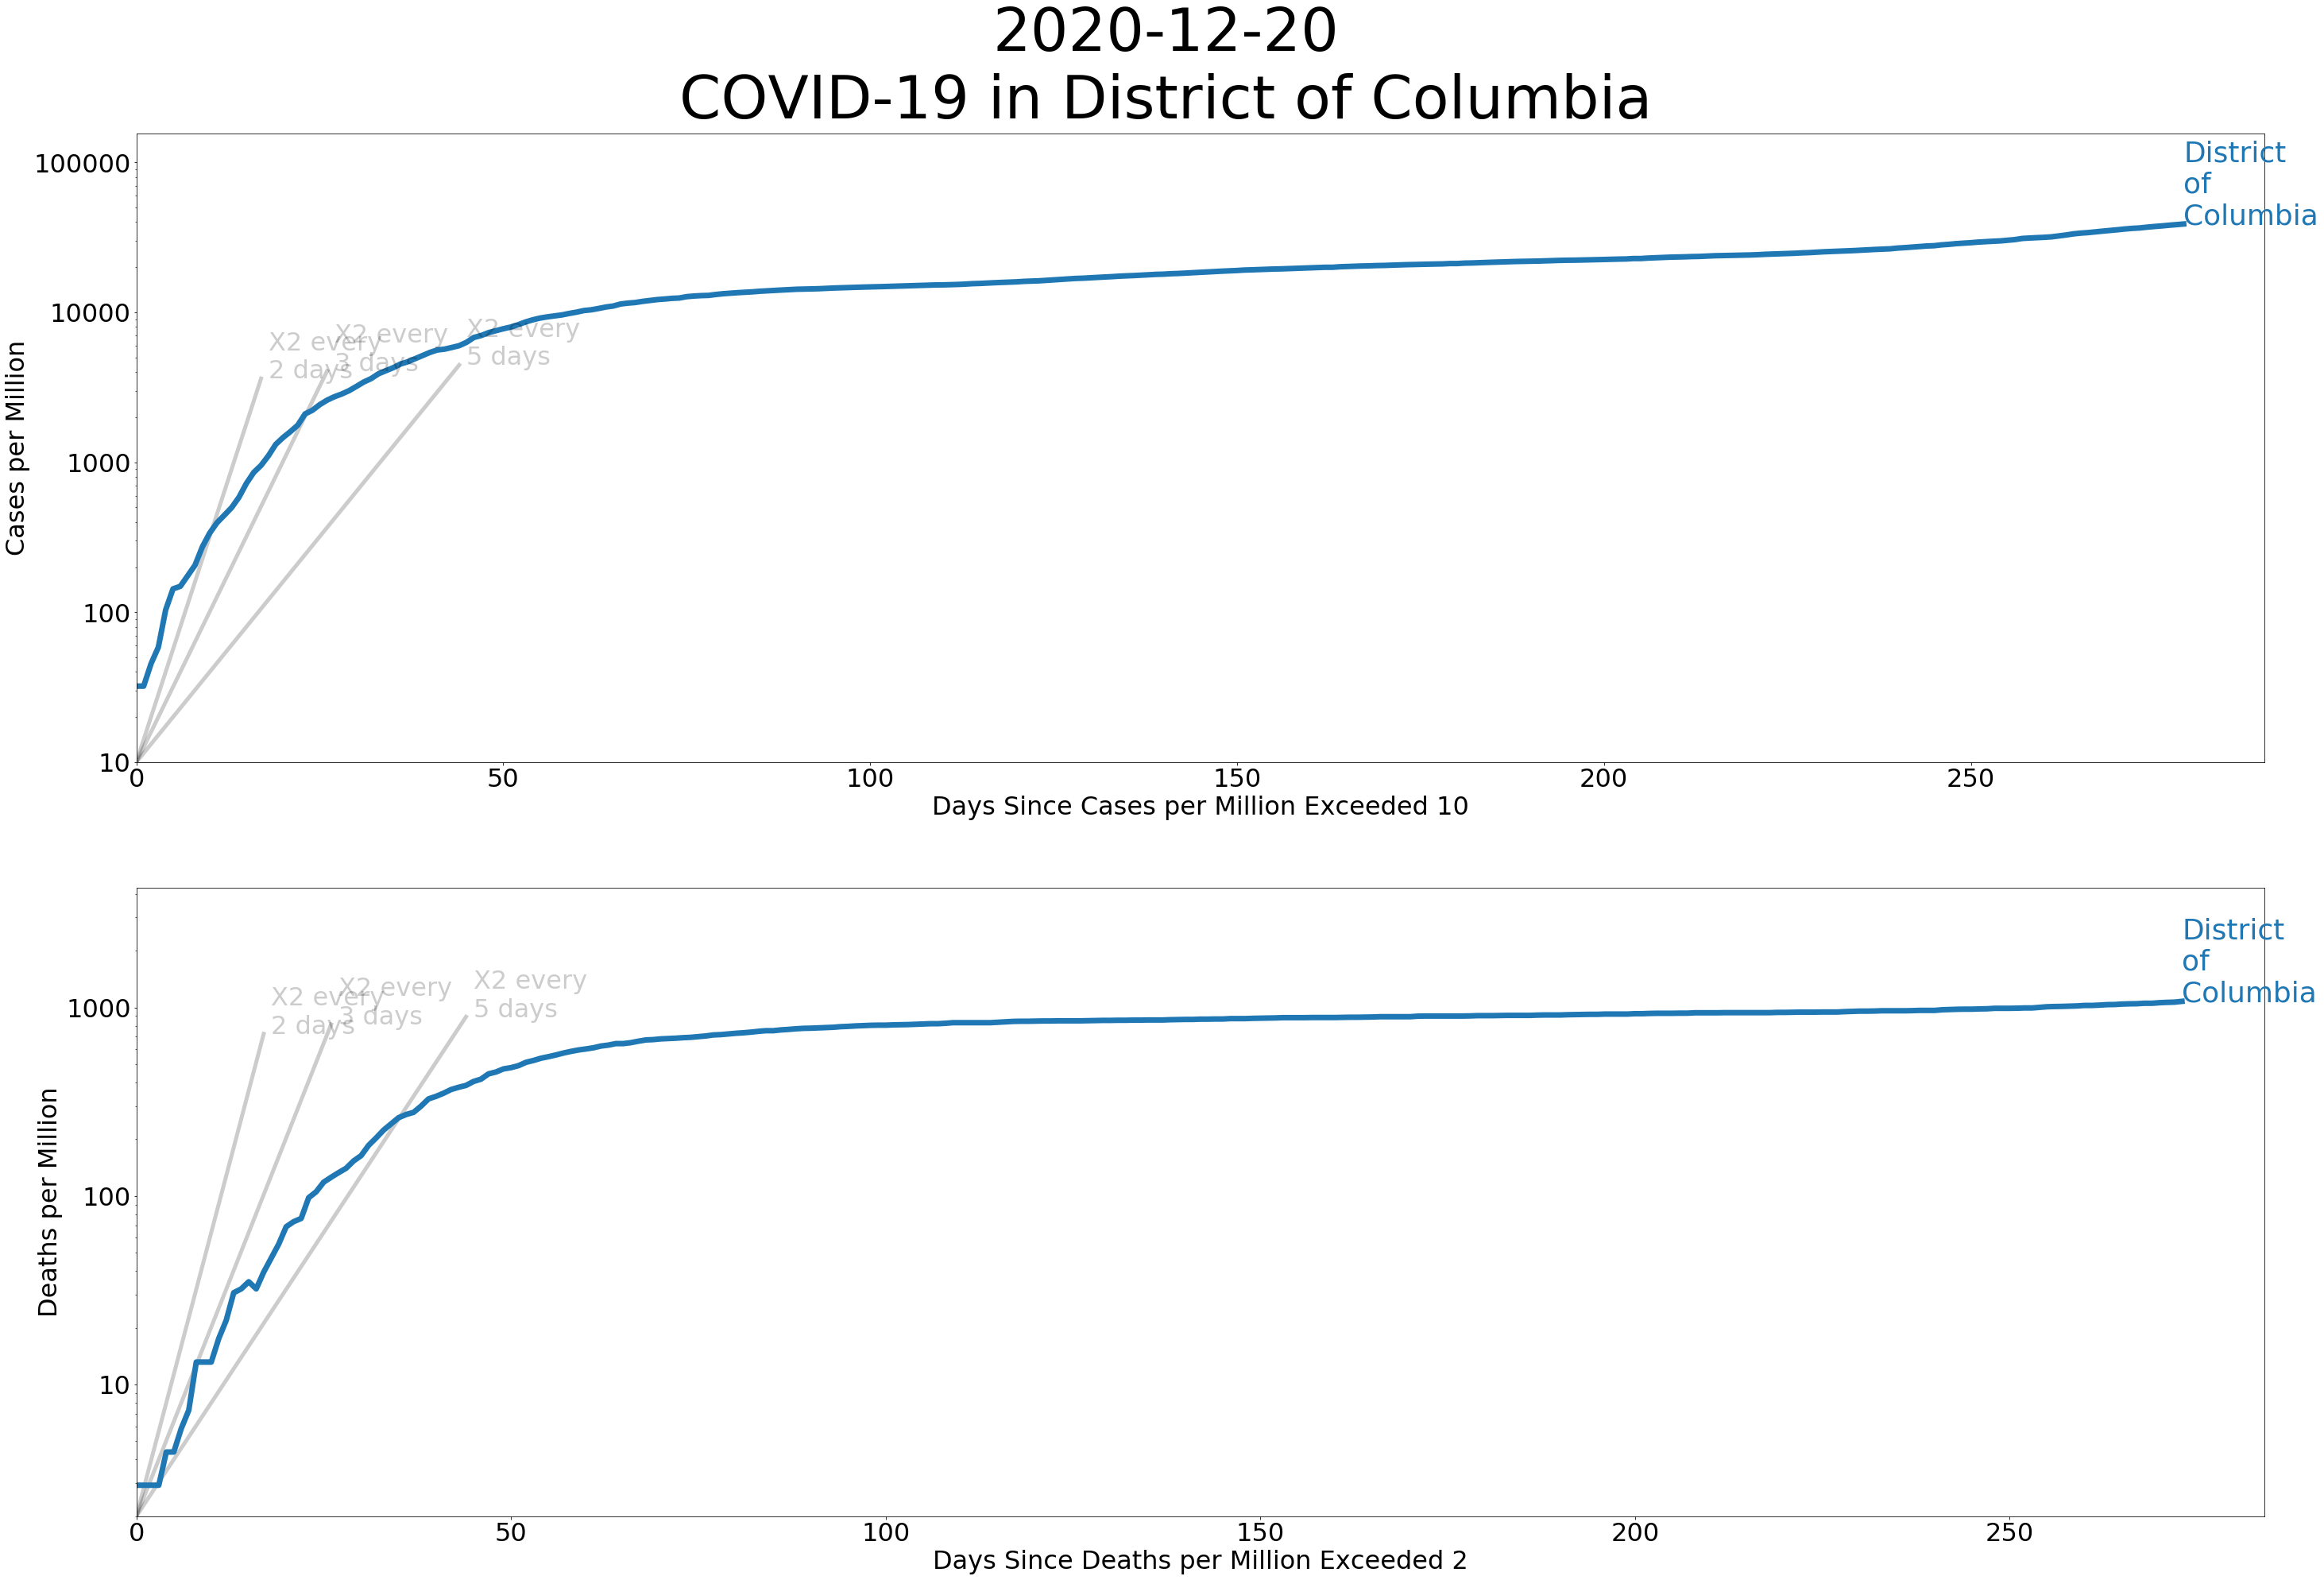 2020-12-20
COVID-19 in District of Columbia
100000
10000
1000
100
10
Cases per Million
X2 every
2 days
X2 every
3 days
X2 every
5 days
District
of
Columbia
0
50
100
150
200
250
Days Since Cases per Million Exceeded 10
1000
100
10
Deaths per Million
X2 every
2 days
X2 every
3 days
X2 every
5 days
District
of
Columbia
0
50
100
150
200
250
Days Since Deaths per Million Exceeded 2